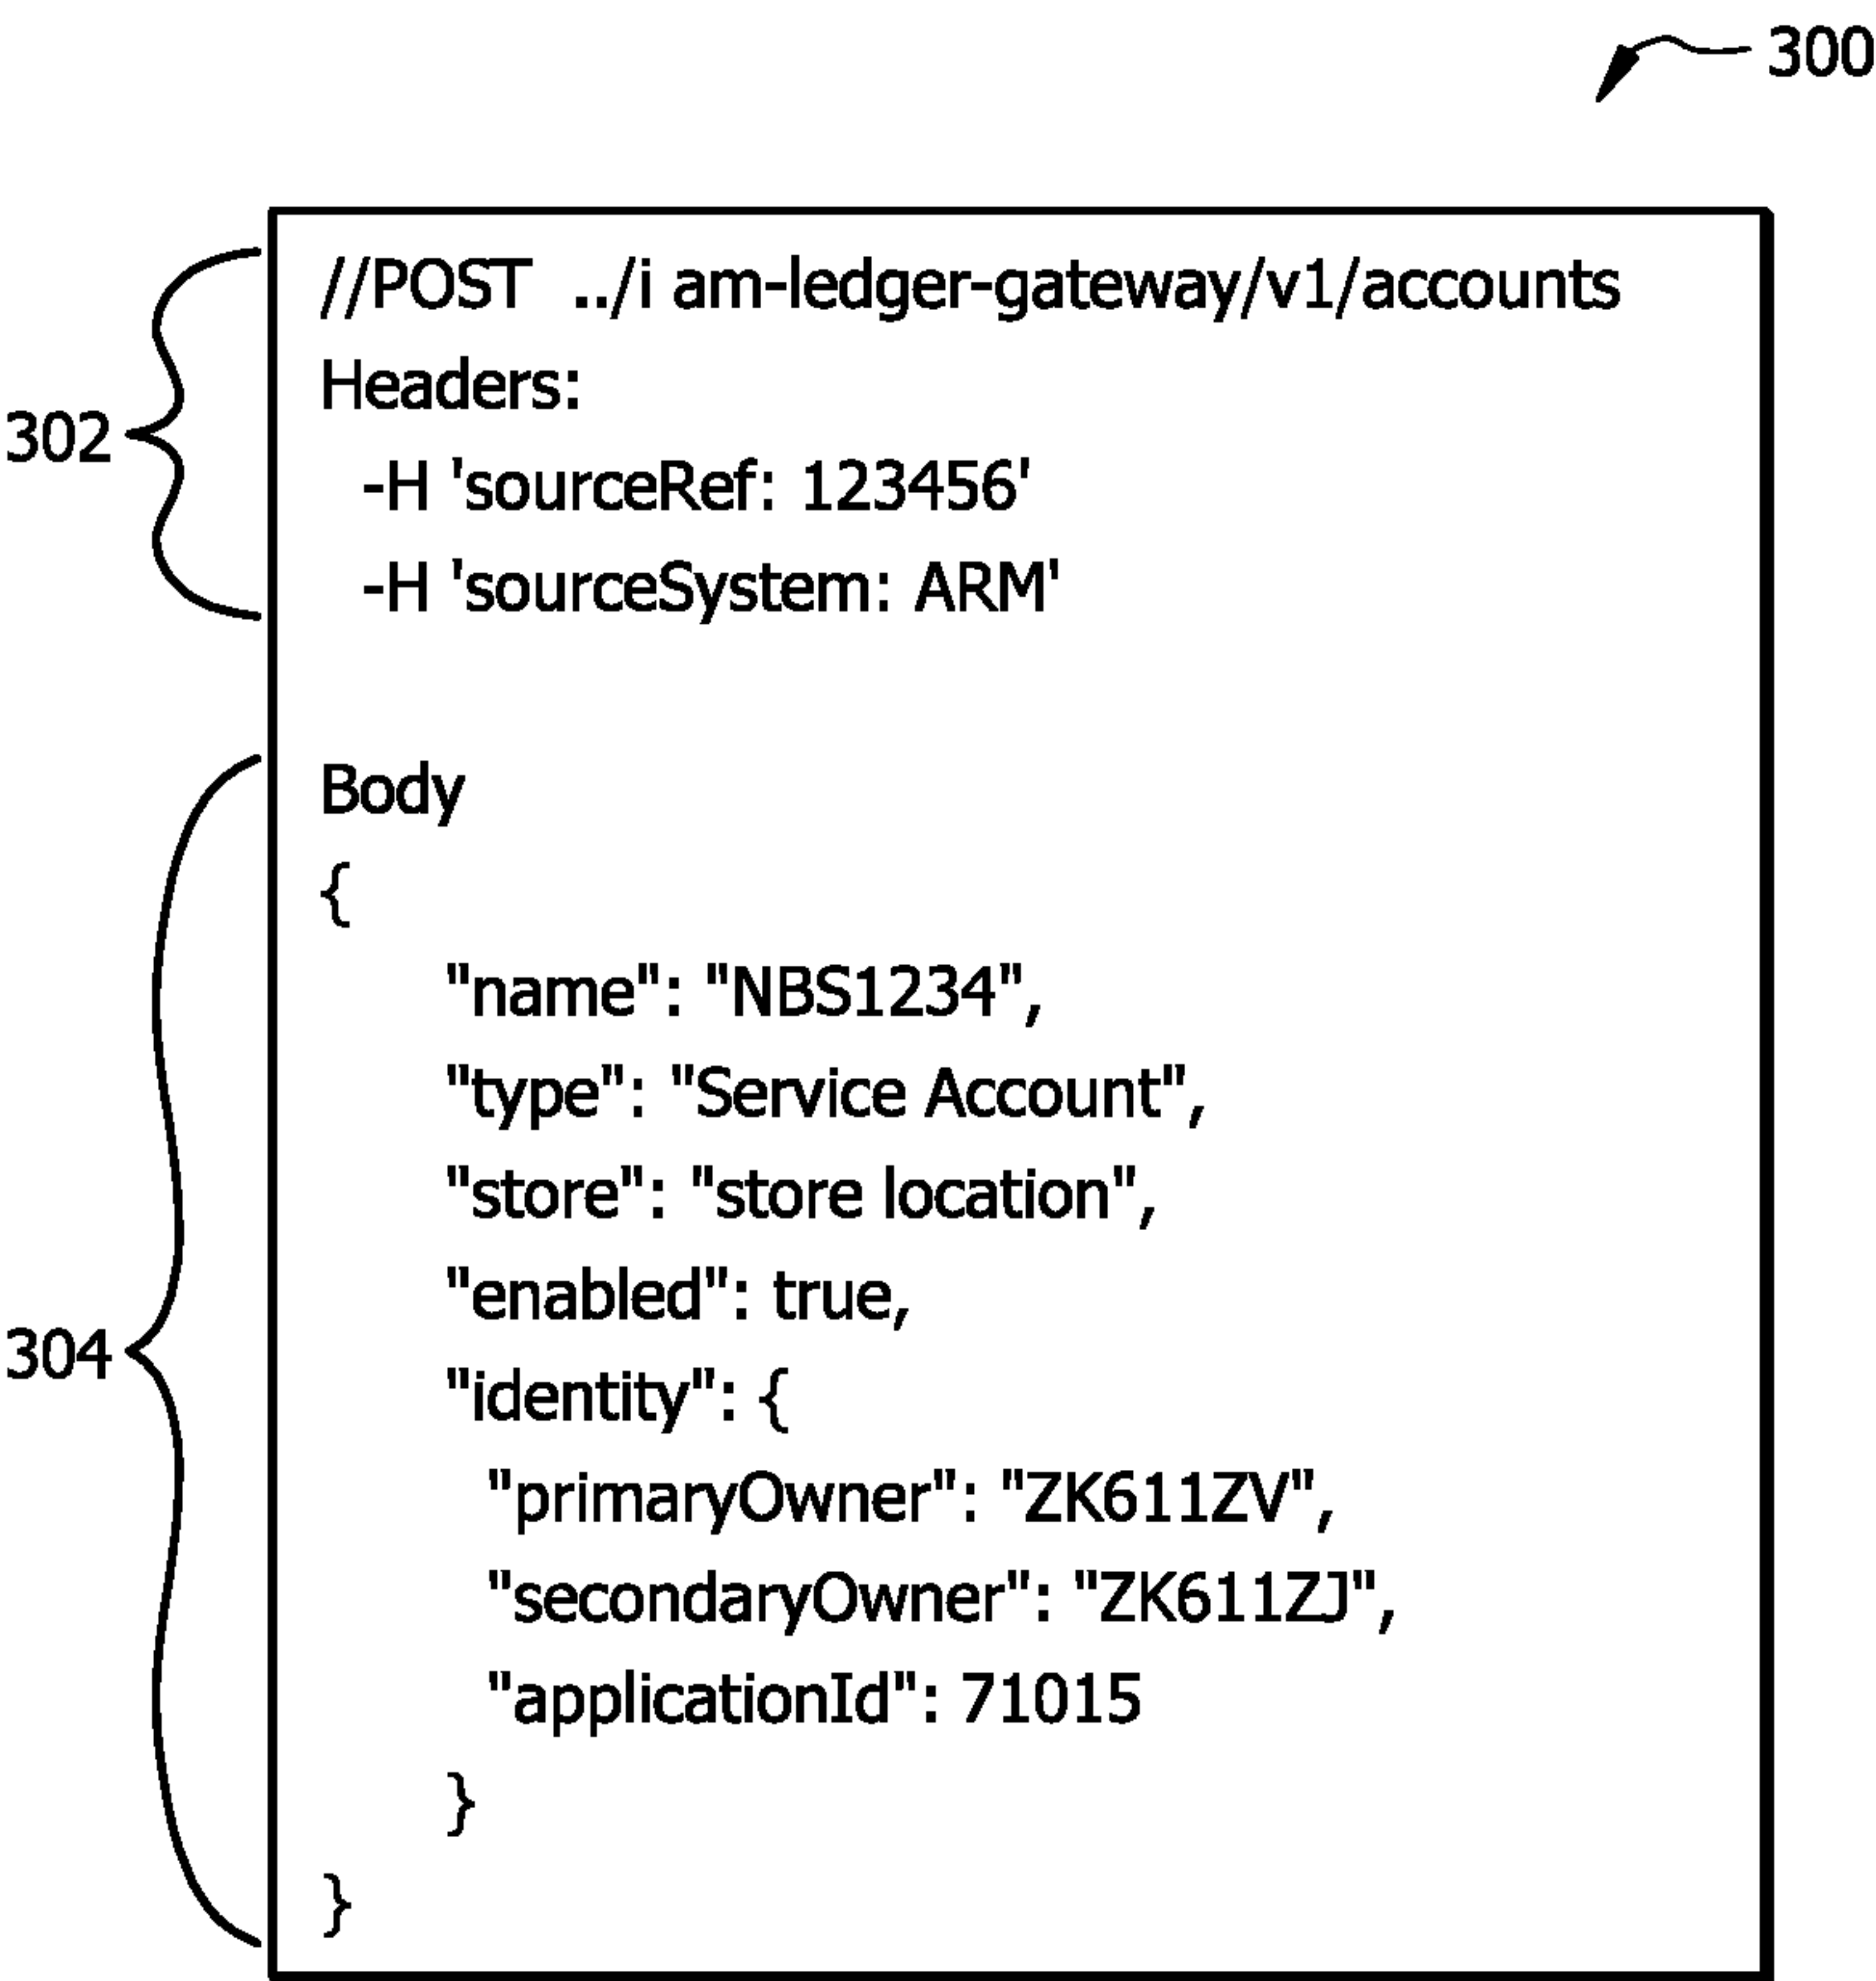 300
//POST ../i am-ledger-gateway/v1/accounts
Headers:
302
-H 'sourceRef: 123456'
-H 'sourceSystem: ARM'
Body
{
"name": "NBS1234",
"type": "Service Account",
"store": "store location",
"enabled": true,
304
"identity": {
"primaryOwner": "ZK611ZV",
"secondaryOwner": "ZK611ZJ",
"applicationId": 71015
}
}